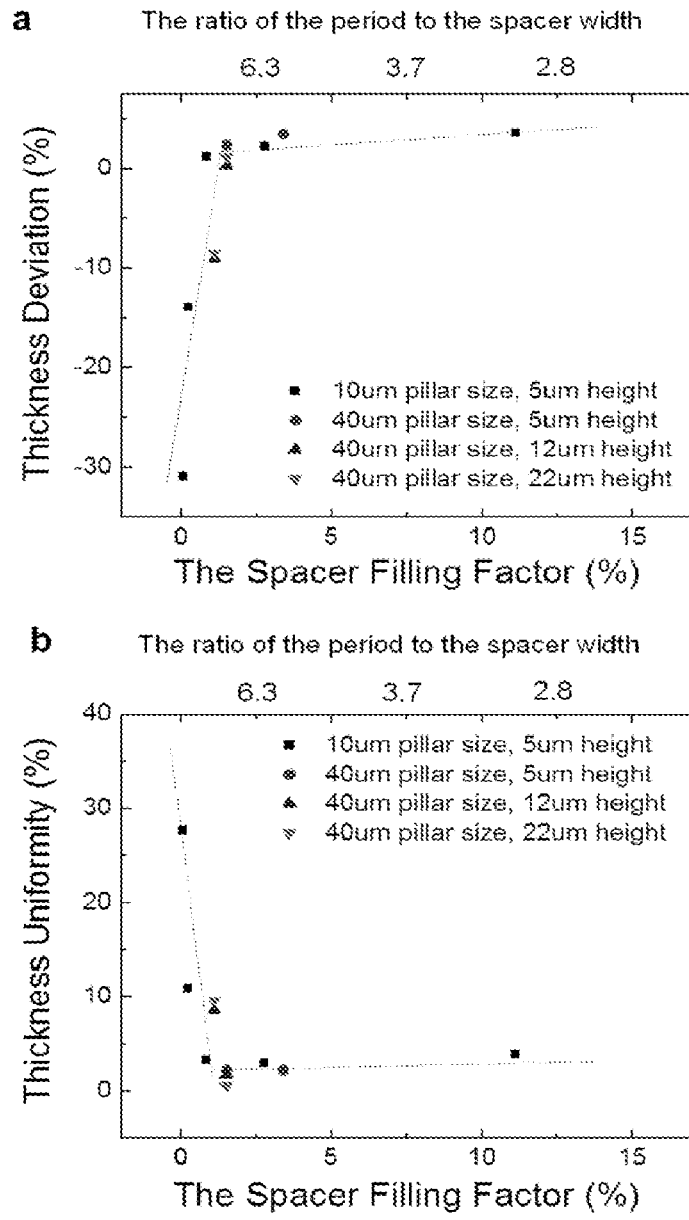 a
The ratio of the period to the spacer width
6.3 3.7 2.8
Thickness Deviation (%)
0
-10
-20
-30
10um pillar size, 5um height
40um pillar size, 5um height
40um pillar size, 12um height
40um pillar size, 22um height
0 5 10 15
The Spacer Filling Factor (%)
b
The ratio of the period to the spacer width
6.3 3.7 2.8
Thickness Uniformity (%)
40
30
20
10
0
10um pillar size, 5um height
40um pillar size, 5um height
40um pillar size, 12um height
40um pillar size, 22um height
0 5 10 15
The Spacer Filling Factor (%)